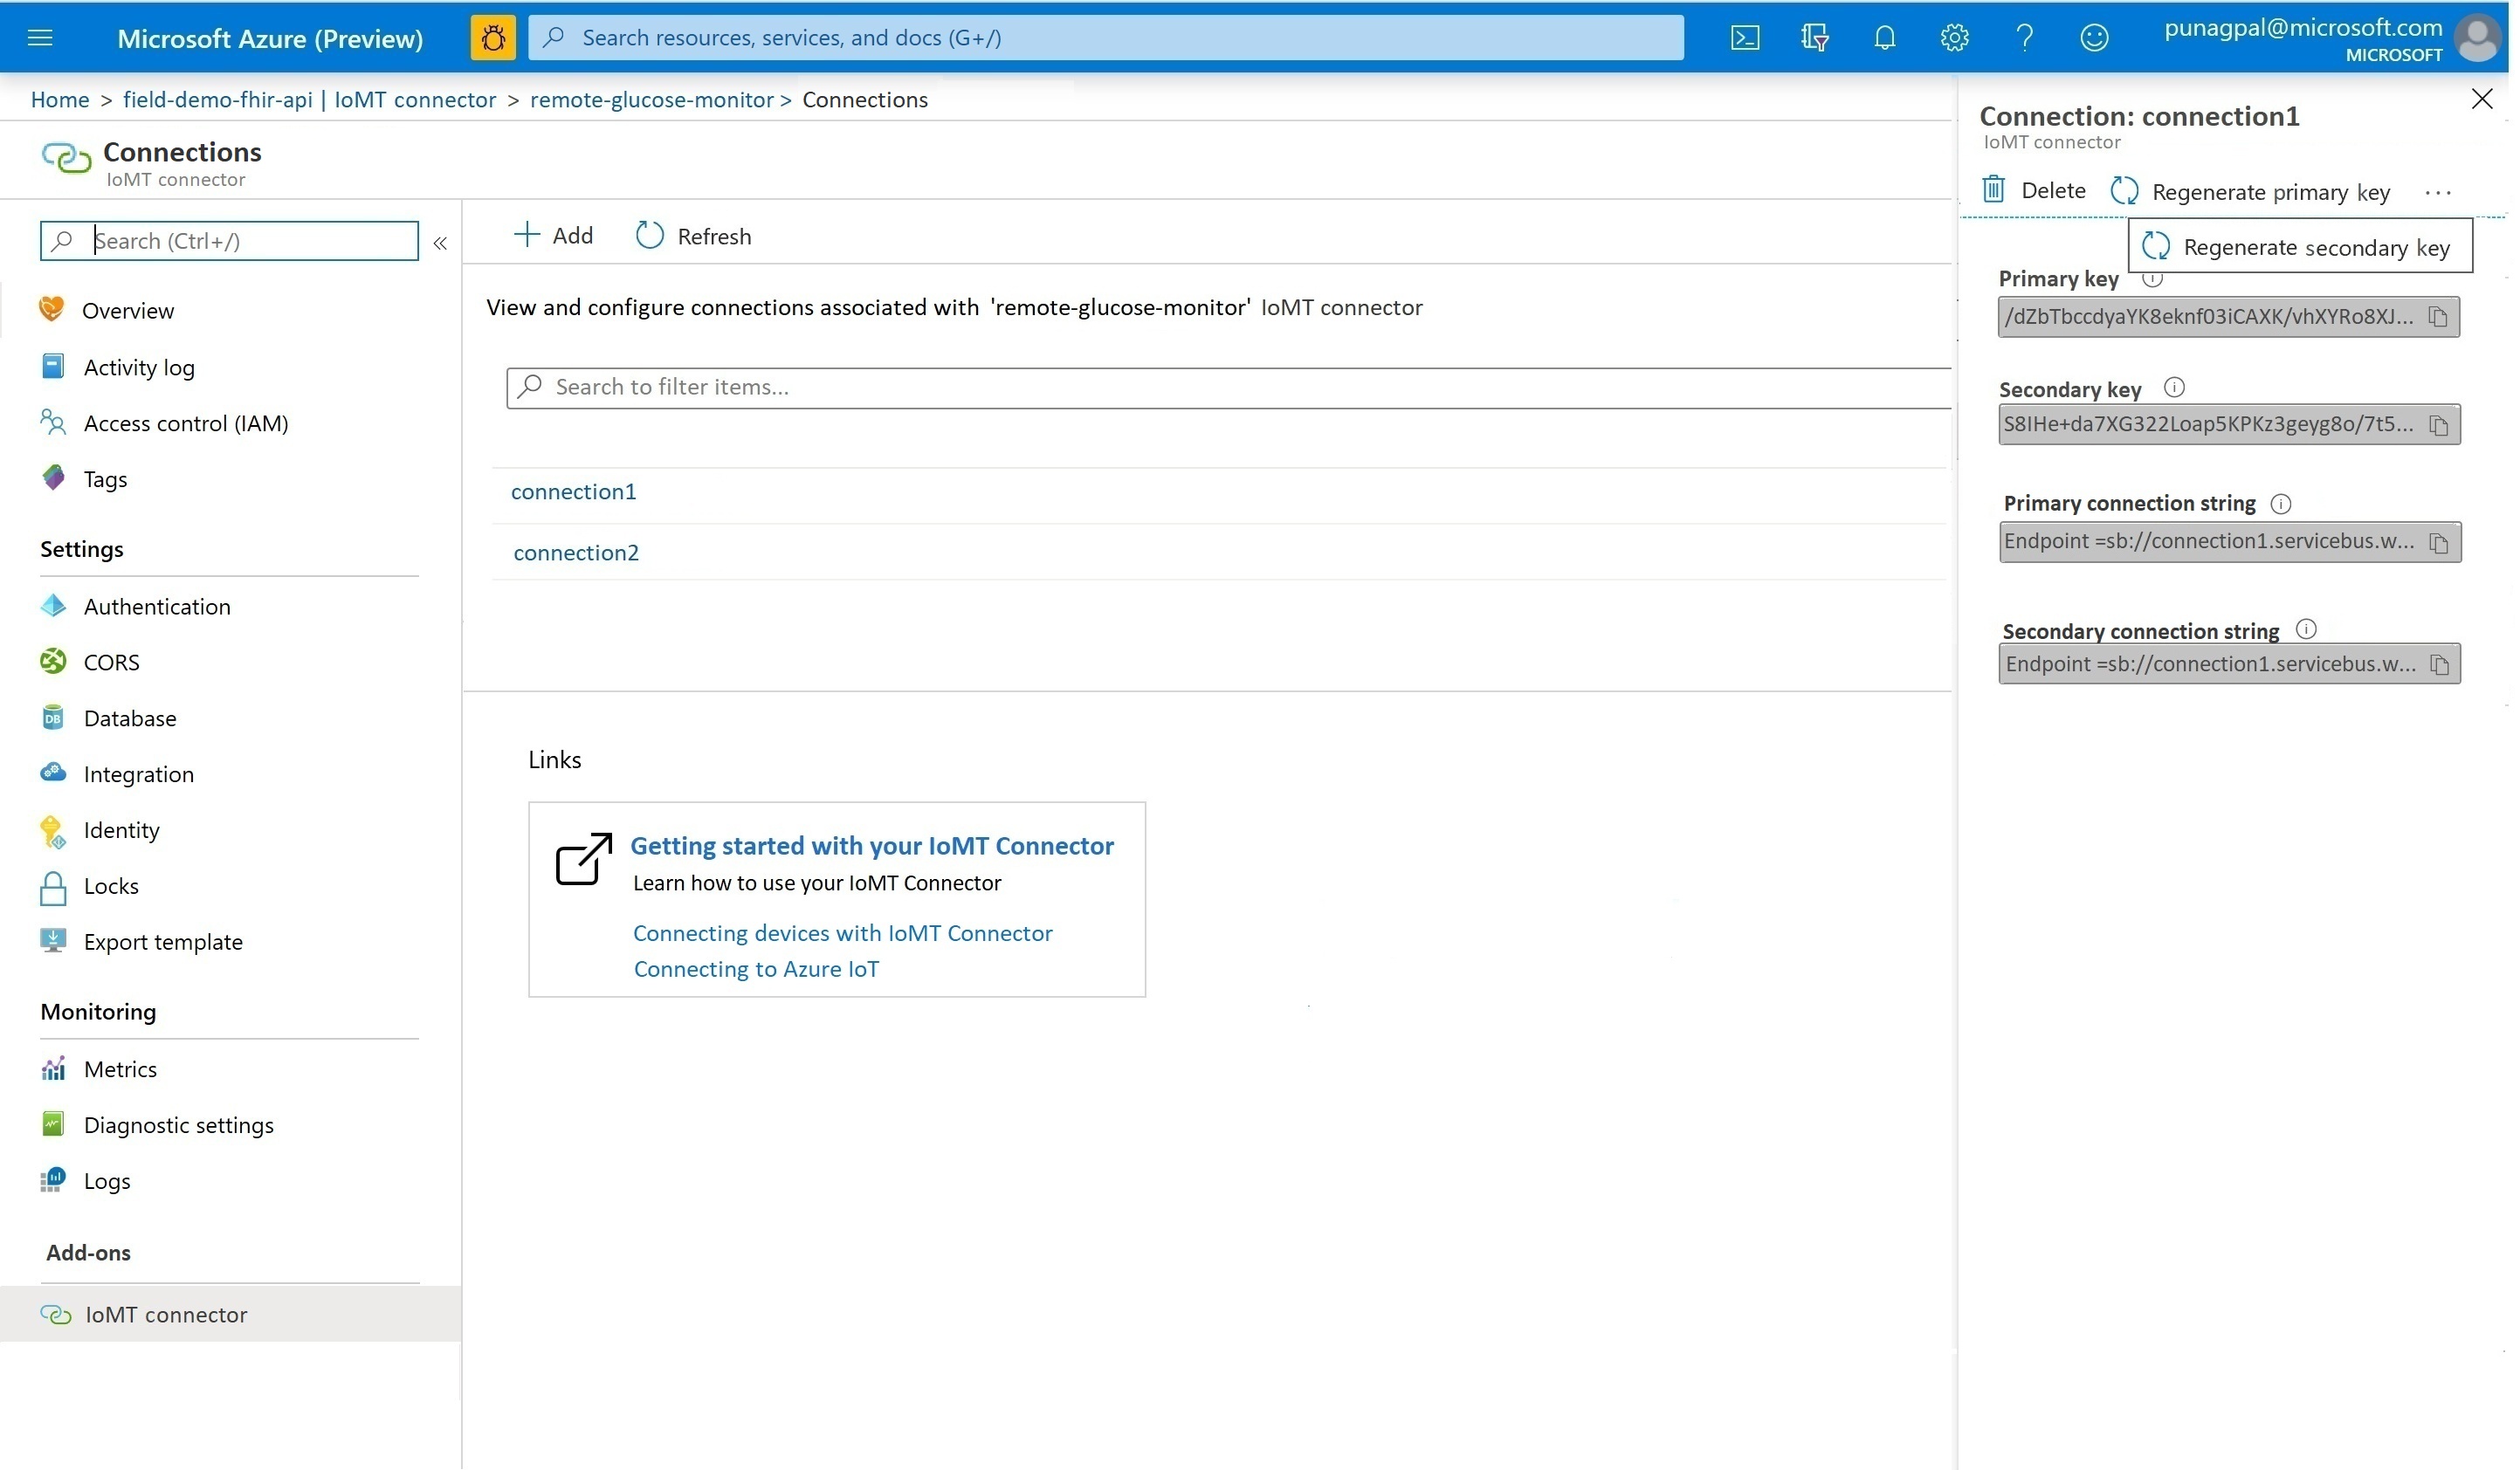 Microsoft Azure (Preview)
Search resources, services, and docs (G+/)
punagpal@microsoft.com
MICROSOFT
Home > field-demo-fhir-api | IoMT connector > remote-glucose-monitor > Connections
Connections
IoMT connector
Search (Ctrl+/)
Overview
Activity log
Access control (IAM)
Tags
Settings
Authentication
CORS
Database
Integration
Identity
Locks
Export template
Monitoring
Metrics
Diagnostic settings
Logs
Add-ons
IoMT connector
Add
Refresh
View and configure connections associated with 'remote-glucose-monitor' IoMT connector
Search to filter items...
connection1
connection2
Links
Getting started with your IoMT Connector
Learn how to use your IoMT Connector
Connecting devices with IoMT Connector
Connecting to Azure IoT
Connection: connection1
IoMT connector
Delete
Regenerate primary key
Regenerate secondary key
Primary key
/dZbTbccdyaYK8eknf03iCAXK/vhXYRo8XJ...
Secondary key
S8IHe+da7XG322Loap5KPKz3geyg8o/7t5...
Primary connection string
Endpoint =sb://connection1.servicebus.w...
Secondary connection string
Endpoint =sb://connection1.servicebus.w...